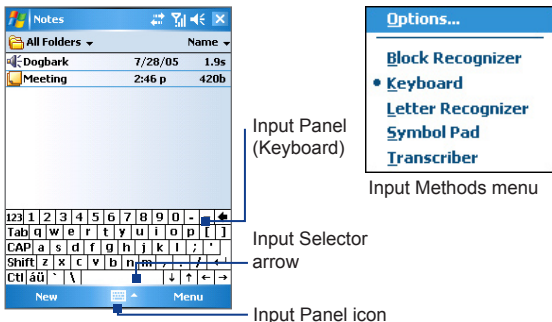 Notes
All Folders Name
Dogbark 7/28/05 1.9s
Meeting 2:46 p 420b
123 1 2 3 4 5 6 7 8 9 0 -
Tab q w e r t y u i o p [ ]
CAP a s d f g h j k l ; '
Shift z x c v b n m , . /
Ctl áü ` \ ↓ ↑ ← →
New Menu
Input Panel
(Keyboard)
Input Selector
arrow
Input Panel icon
Options...
Block Recognizer
Keyboard
Letter Recognizer
Symbol Pad
Transcriber
Input Methods menu